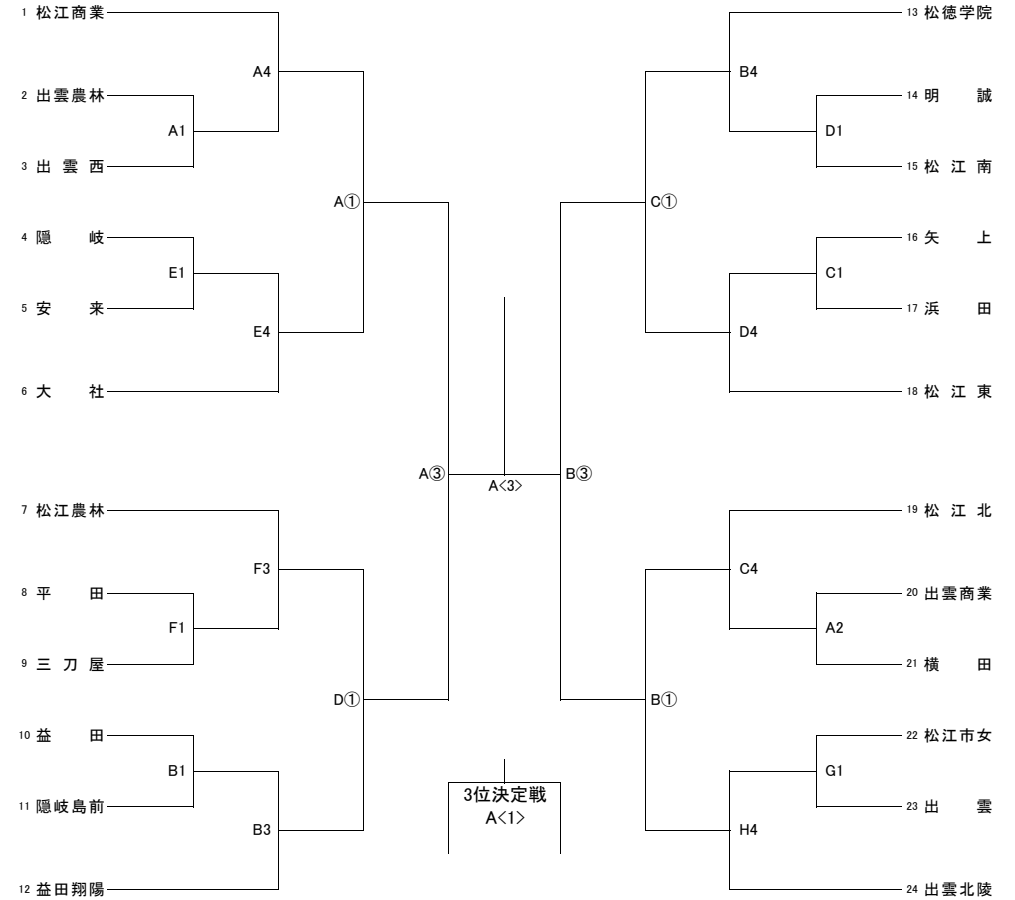 1 松江商業
A4
2 出雲農林
A1
3 出雲西
A①
4 隠岐
E1
5 安来
E4
6 大社
A③
7 松江農林
F3
8 平田
F1
9 三刀屋
D①
10 益田
B1
11 隠岐島前
B3
12 益田翔陽
A<3>
3位決定戦
A<1>
13 松徳学院
B4
14 明誠
D1
15 松江南
C①
16 矢上
C1
17 浜田
D4
18 松江東
B③
19 松江北
C4
20 出雲商業
A2
21 横田
B①
22 松江市女
G1
23 出雲
H4
24 出雲北陵